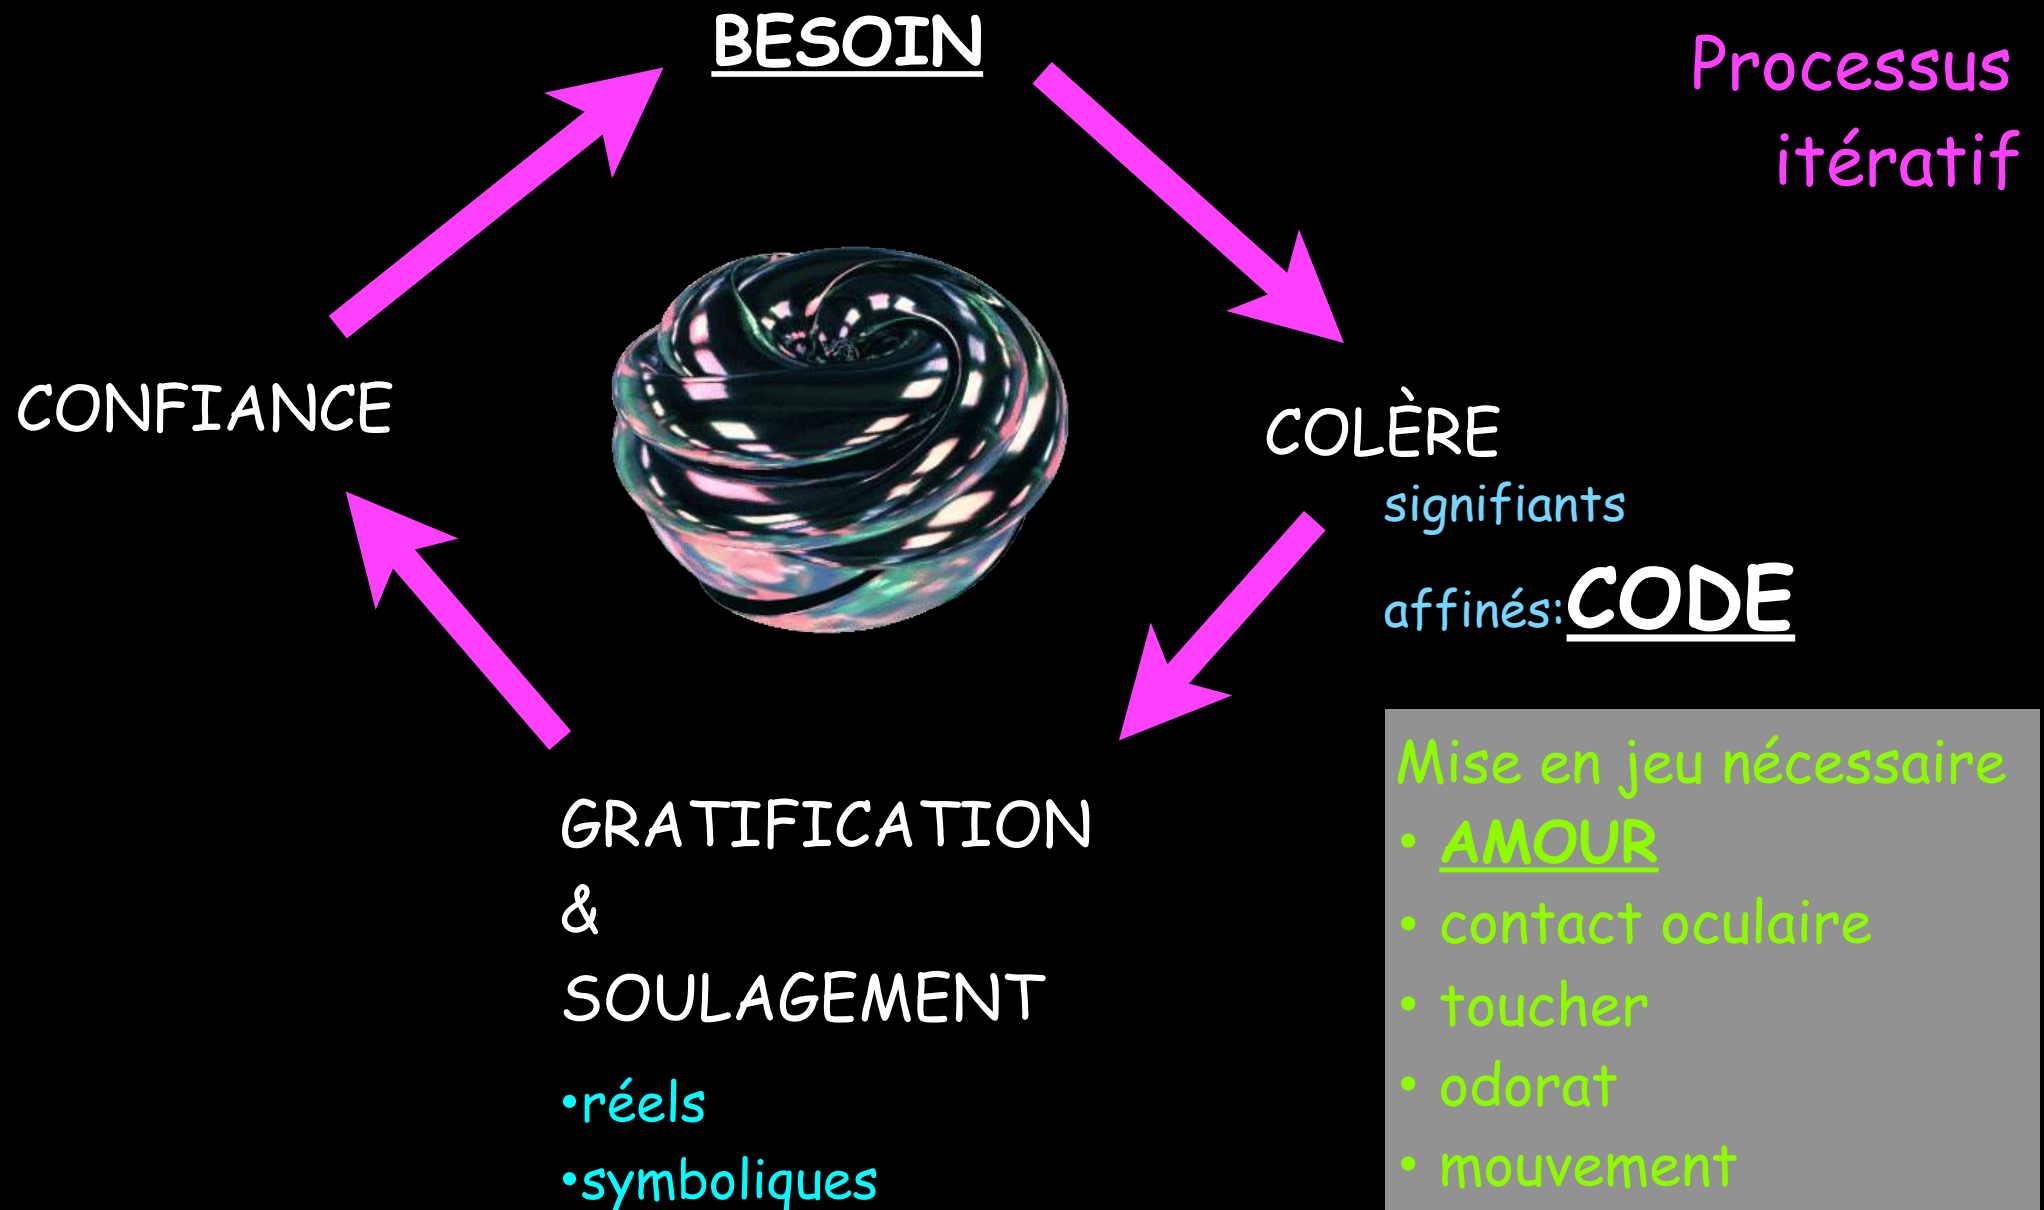 BESOIN
Processus
itératif
CONFIANCE
COLÈRE
signifiants
affinés:CODE
GRATIFICATION
&
SOULAGEMENT
•réels
•symboliques
Mise en jeu nécessaire
• AMOUR
• contact oculaire
• toucher
• odorat
• mouvement